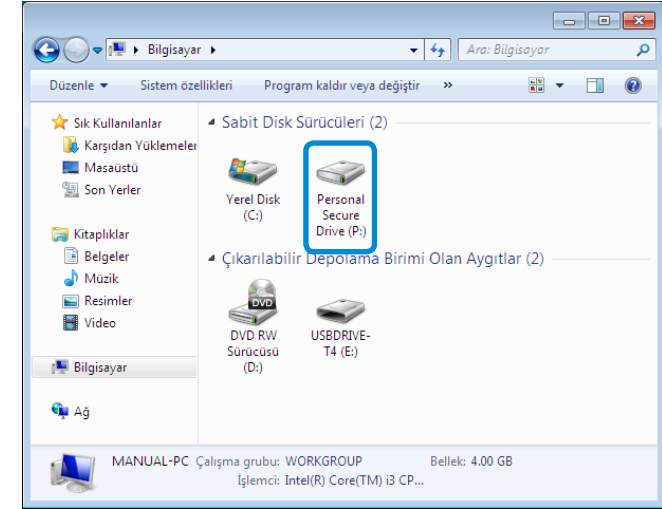 Bilgisayar
Ara: Bilgisayar
Düzenle Sistem özellikleri Program kaldır veya değiştir »
Sık Kullanılanlar
Karşıdan Yüklemeler
Masaüstü
Son Yerler
Kitaplıklar
Belgeler
Müzik
Resimler
Video
Bilgisayar
Ağ
Sabit Disk Sürücüleri (2)
Yerel Disk
(C:)
Personal
Secure
Drive (P:)
Çıkarılabilir Depolama Birimi Olan Aygıtlar (2)
DVD
DVD RW
Sürücüsü
(D:)
USBDRIVE-
T4 (E:)
MANUAL-PC Çalışma grubu: WORKGROUP Bellek: 4.00 GB
İşlemci: Intel(R) Core(TM) i3 CP...